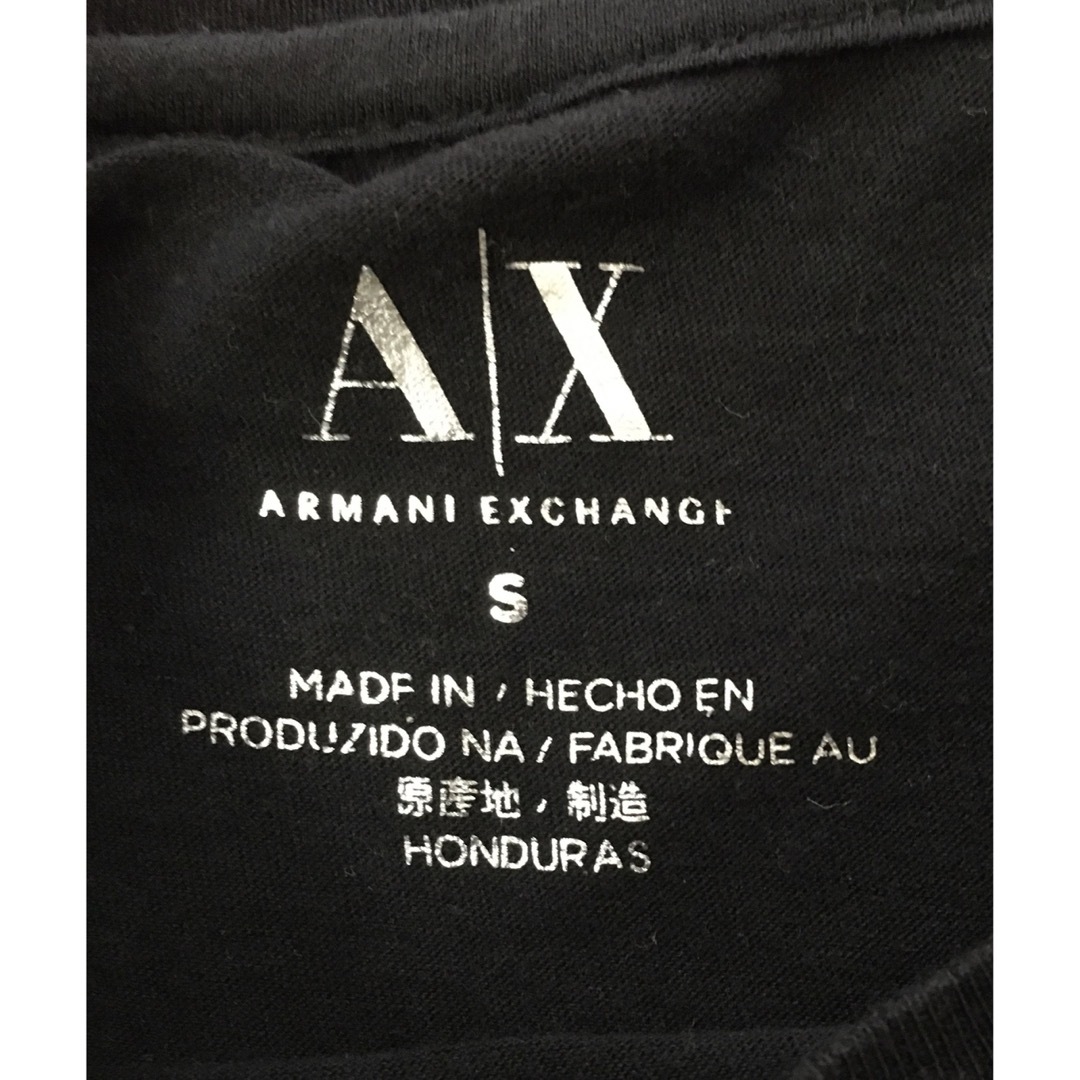 A|X
ARMANI EXCHANGE
S
MADE IN / HECHO EN
PRODUZIDO NA / FABRIQUE AU
原産地 / 制造
HONDURAS